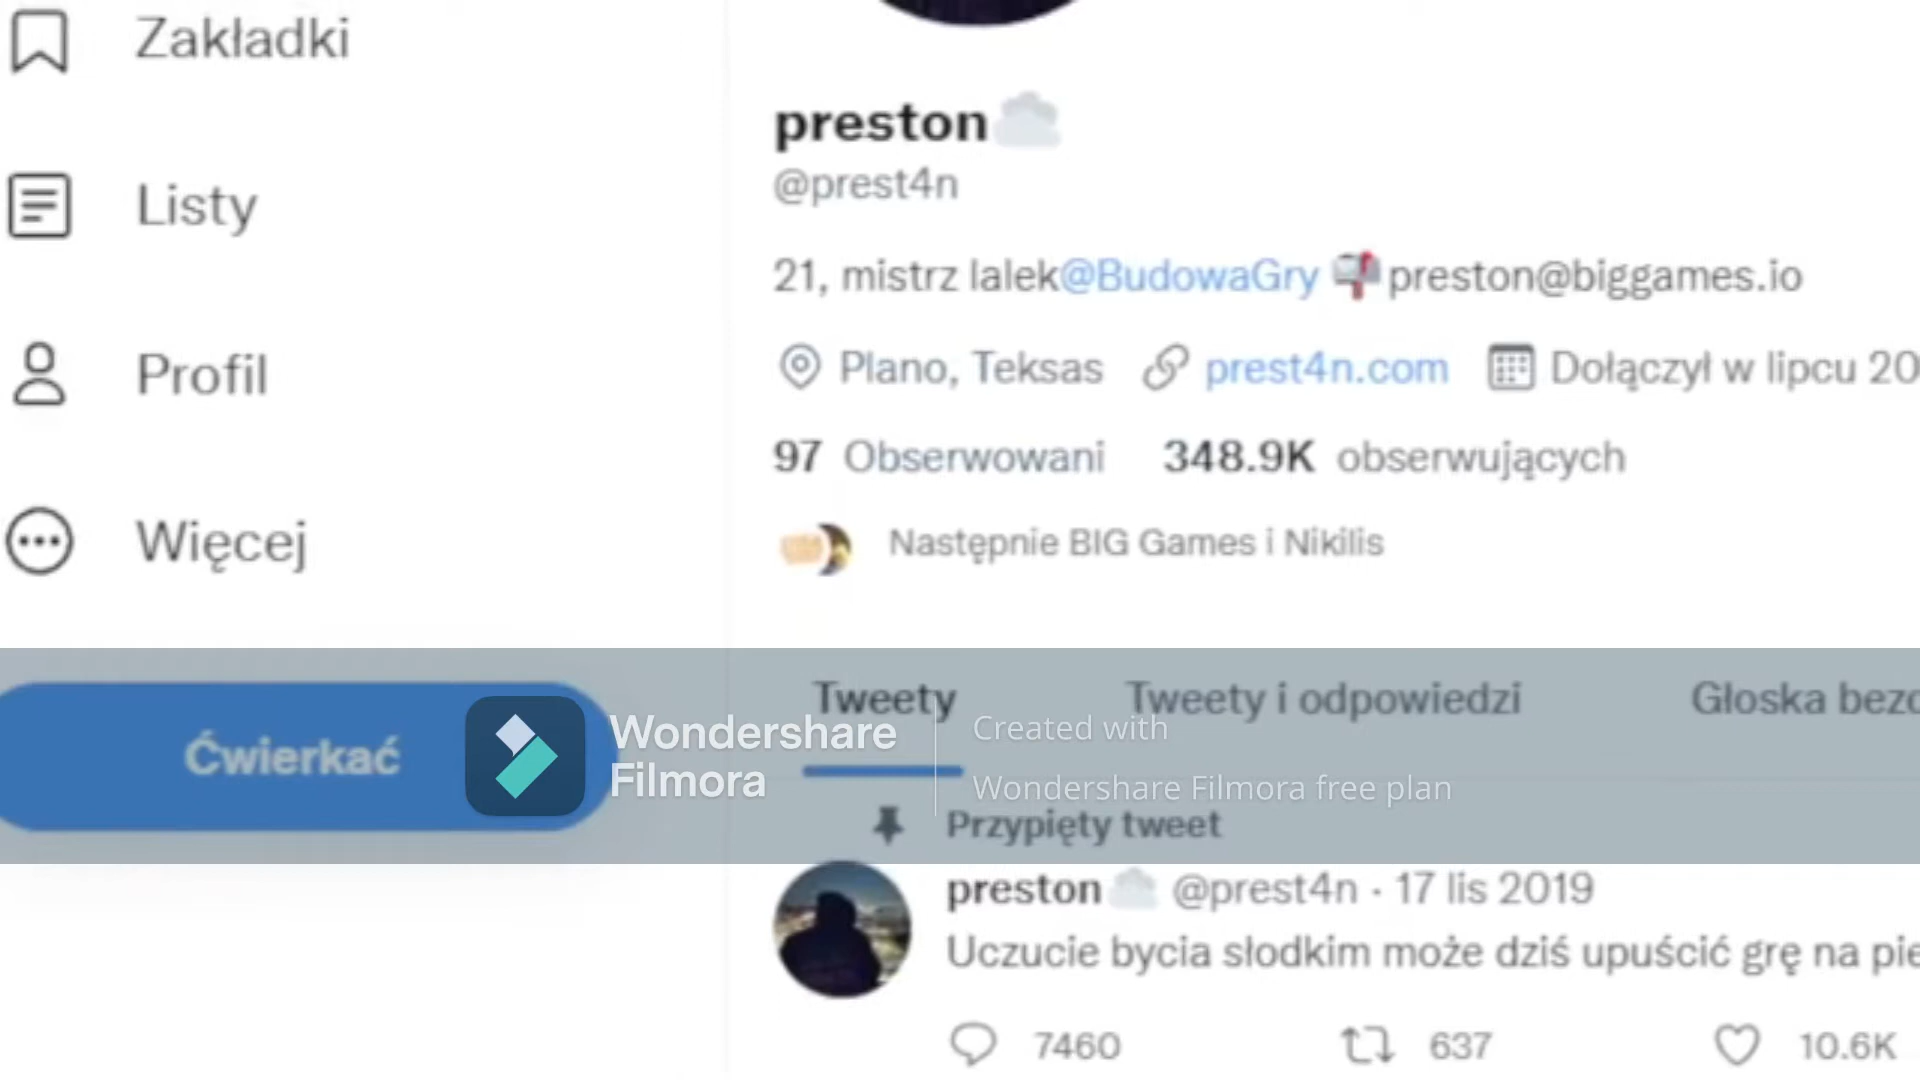 Zakładki
Listy
Profil
Więcej
Ćwierkać
preston
@prest4n
21, mistrz lalek@BudowaGry preston@biggames.io
Plano, Teksas prest4n.com Dołączył w lipcu 20
97 Obserwowani 348.9K obserwujących
Następnie BIG Games i Nikilis
Tweety Tweety i odpowiedzi Głoska bezd
Wondershare
Filmora
Created with
Wondershare Filmora free plan
Przypięty tweet
preston @prest4n · 17 lis 2019
Uczucie bycia słodkim może dziś upuścić grę na pie
7460 637 10.6K